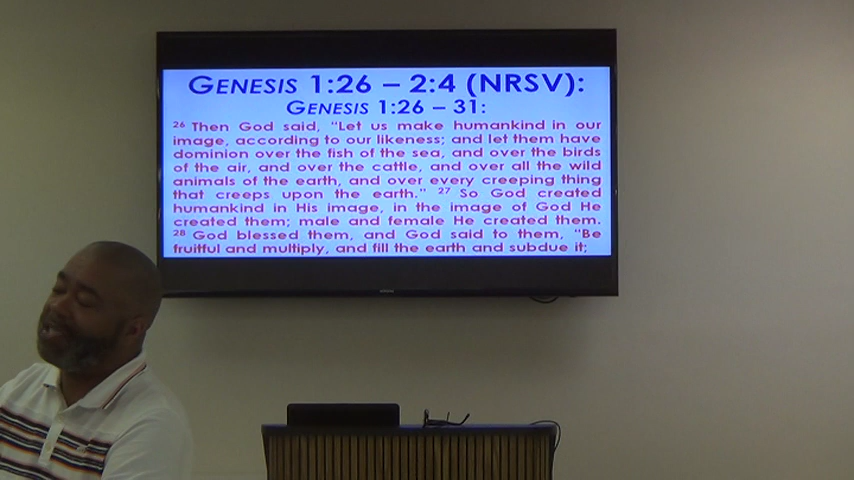 GENESIS 1:26 – 2:4 (NRSV):
GENESIS 1:26 – 31:
26 Then God said, "Let us make humankind in our
image, according to our likeness; and let them have
dominion over the fish of the sea, and over the birds
of the air, and over the cattle, and over all the wild
animals of the earth, and over every creeping thing
that creeps upon the earth." 27 So God created
humankind in His image, in the image of God He
created them; male and female He created them.
28 God blessed them, and God said to them, "Be
fruitful and multiply, and fill the earth and subdue it;